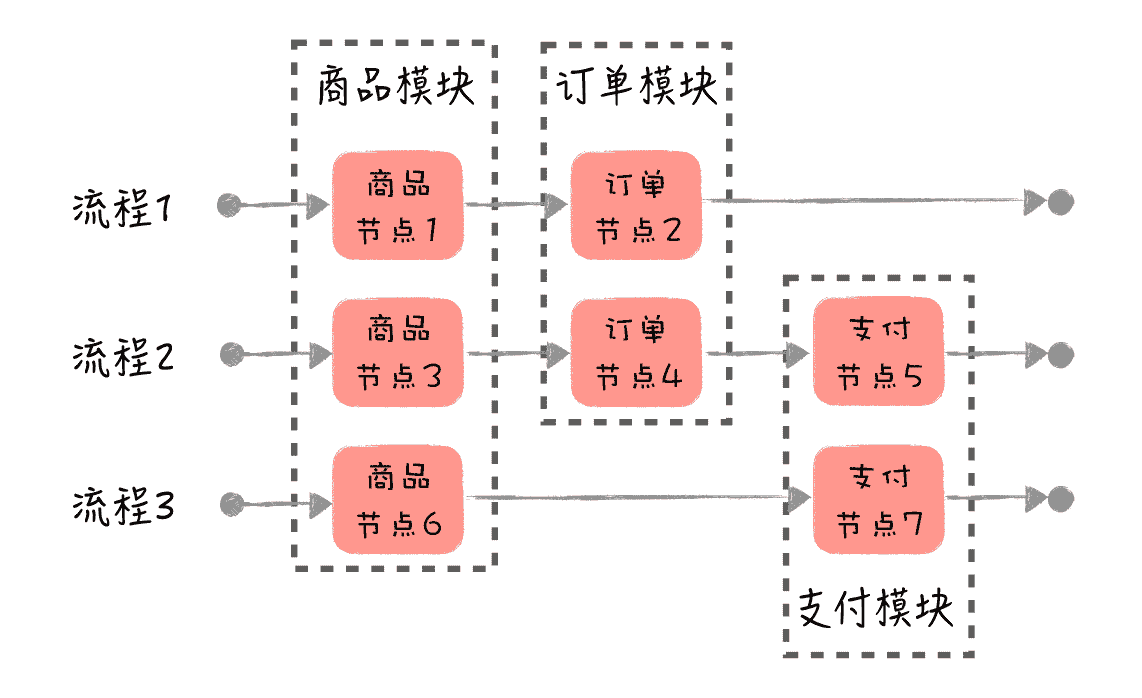 商品模块
订单模块
流程1
商品
节点1
订单
节点2
流程2
商品
节点3
订单
节点4
支付
节点5
流程3
商品
节点6
支付
节点7
支付模块